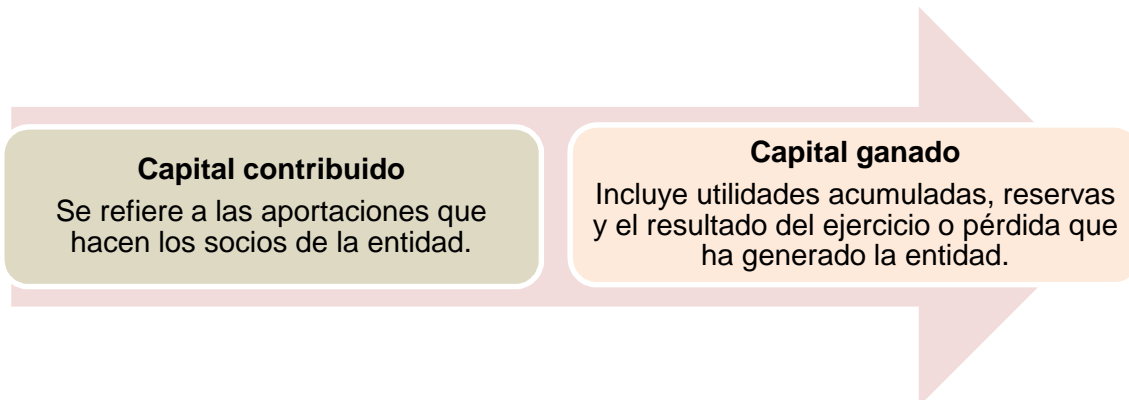 Capital contribuido
Se refiere a las aportaciones que
hacen los socios de la entidad.
Capital ganado
Incluye utilidades acumuladas, reservas
y el resultado del ejercicio o pérdida que
ha generado la entidad.